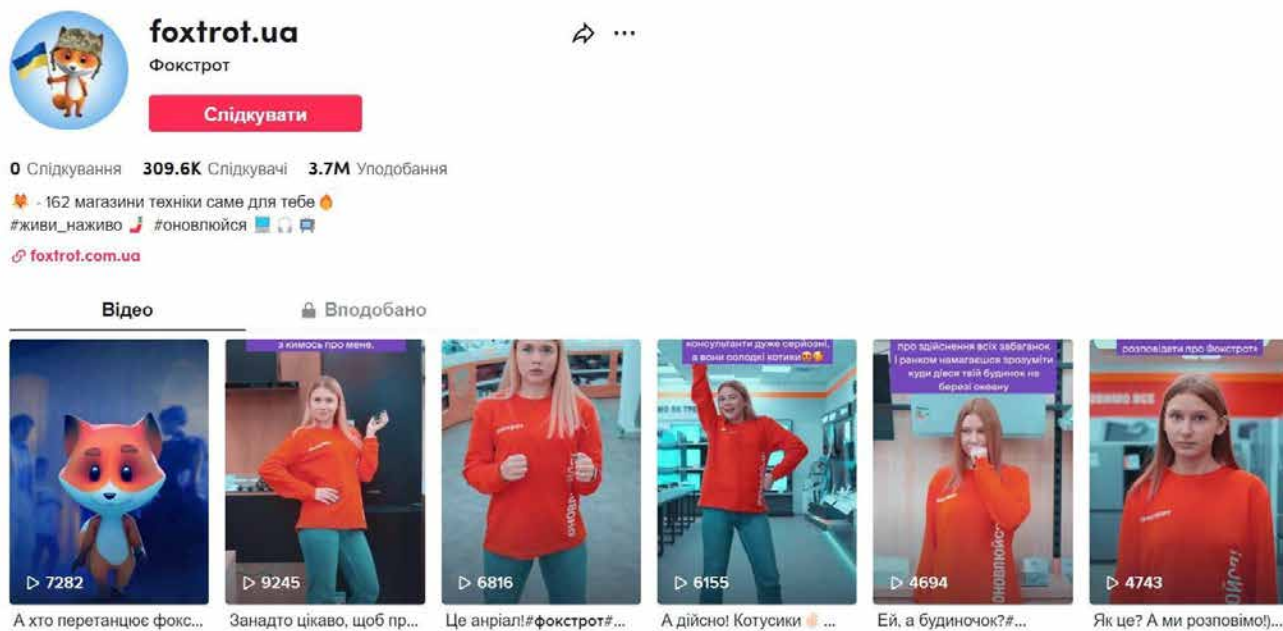 foxtrot.ua
Фокстрот
Слідкувати
0 Слідкування 309.6K Слідкувачі 3.7M Уподобання
- 162 магазини техніки саме для тебе
#живи_наживо #оновлюйся
foxtrot.com.ua
Відео Вподобано
з кимось про мене.
консультанти дуже серйозні,
а вони солодкі котики
про здійснення всіх забаганок
І ранком намагаєшся зрозуміти
куди дівся твій будинок на
березі океану
розповідати про Фокстрот»
ОВИМО ВСЕ
ОНОВЛЮЙС
7282 9245 6816 6155 4694 4743
А хто перетанцює фокс...
Занадто цікаво, щоб пр...
Це анріал!#фокстрот#...
А дійсно! Котусики ...
Ей, а будиночок?#...
Як це? А ми розповімо!)...